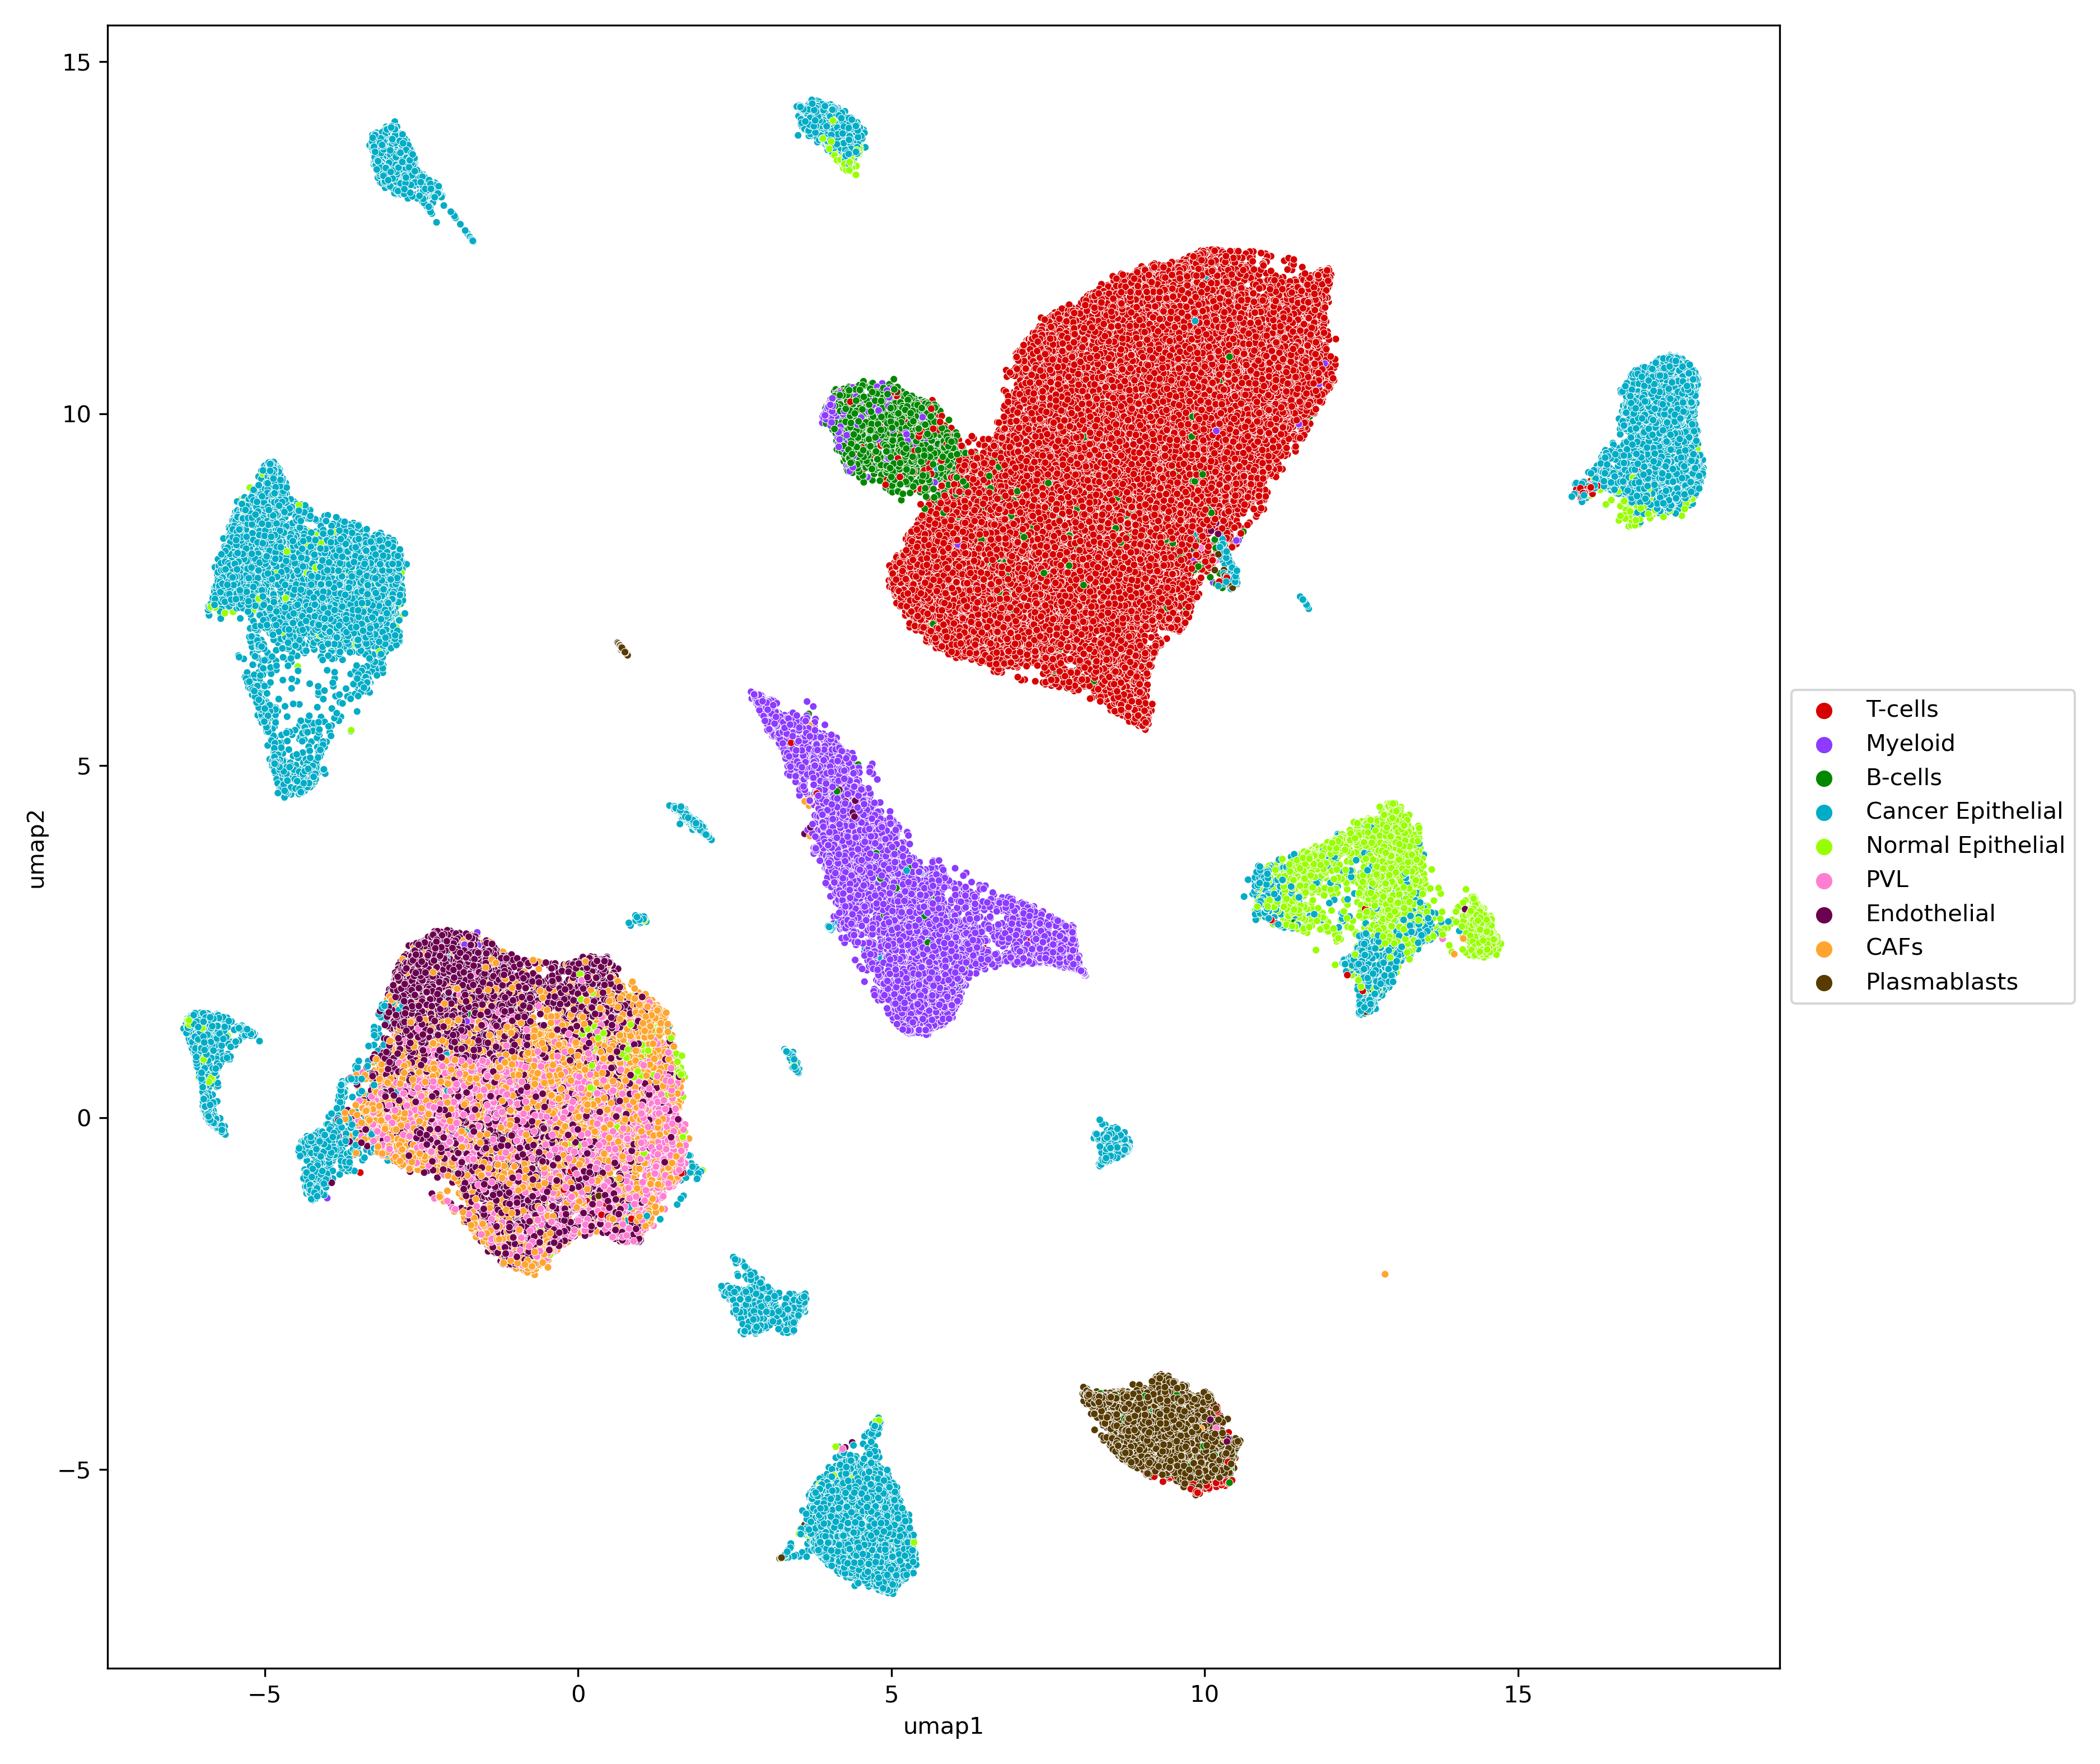 15
10
5
0
−5
−5
0
5
10
15
umap1
umap2
T-cells
Myeloid
B-cells
Cancer Epithelial
Normal Epithelial
PVL
Endothelial
CAFs
Plasmablasts